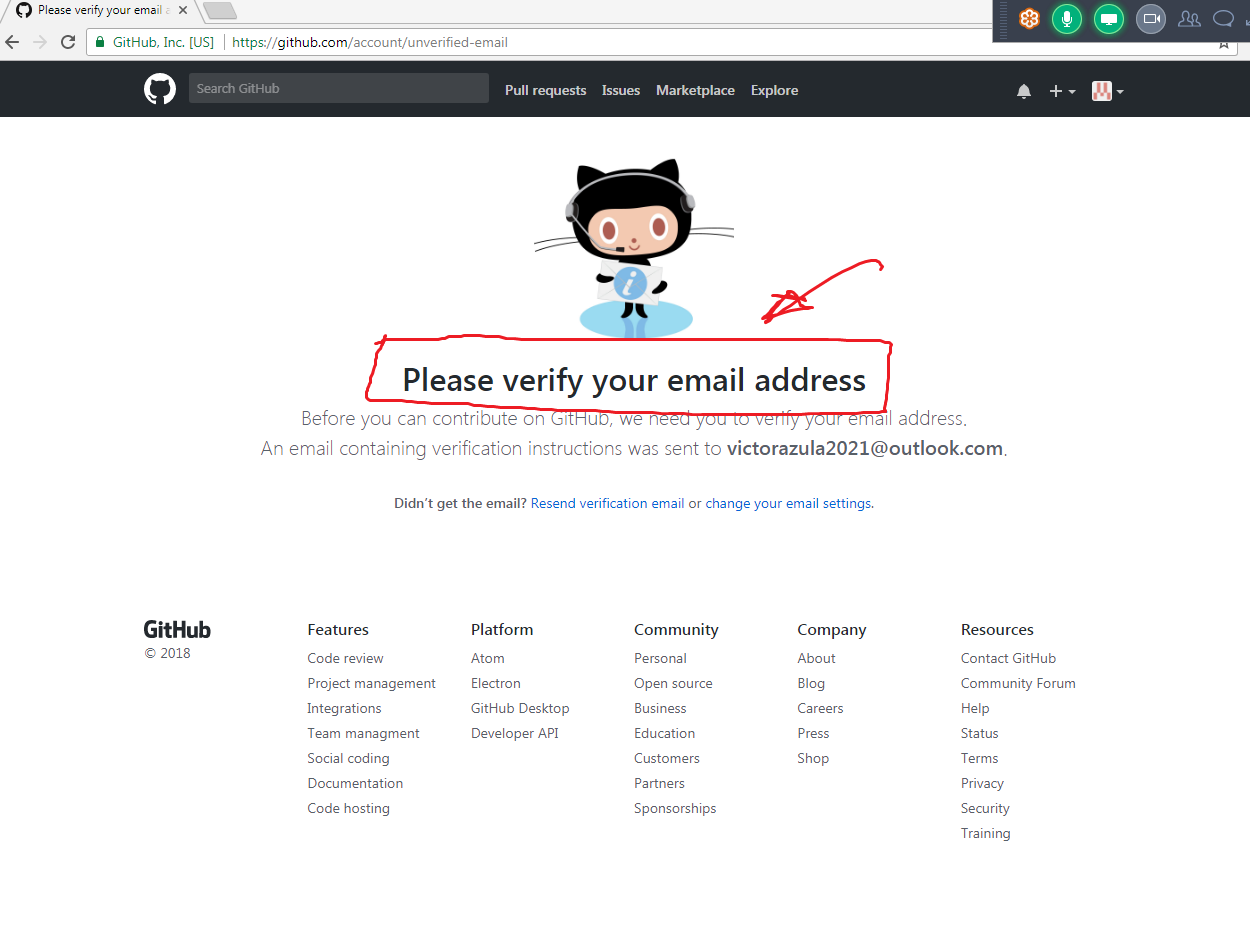 Please verify your email a
GitHub, Inc. [US] https://github.com/account/unverified-email
Search GitHub
Pull requests Issues Marketplace Explore
i
Please verify your email address
Before you can contribute on GitHub, we need you to verify your email address.
An email containing verification instructions was sent to victorazula2021@outlook.com.
Didn't get the email? Resend verification email or change your email settings.
GitHub
© 2018
Features
Code review
Project management
Integrations
Team managment
Social coding
Documentation
Code hosting
Platform
Atom
Electron
GitHub Desktop
Developer API
Community
Personal
Open source
Business
Education
Customers
Partners
Sponsorships
Company
About
Blog
Careers
Press
Shop
Resources
Contact GitHub
Community Forum
Help
Status
Terms
Privacy
Security
Training